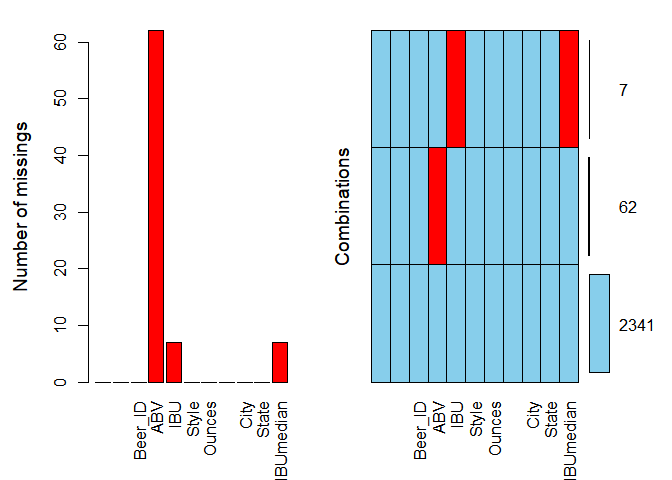 Number of missings
60
50
40
30
20
10
0
Beer_ID
ABV
IBU
Style
Ounces
City
State
IBUmedian
Combinations
7
62
2341
Beer_ID
ABV
IBU
Style
Ounces
City
State
IBUmedian